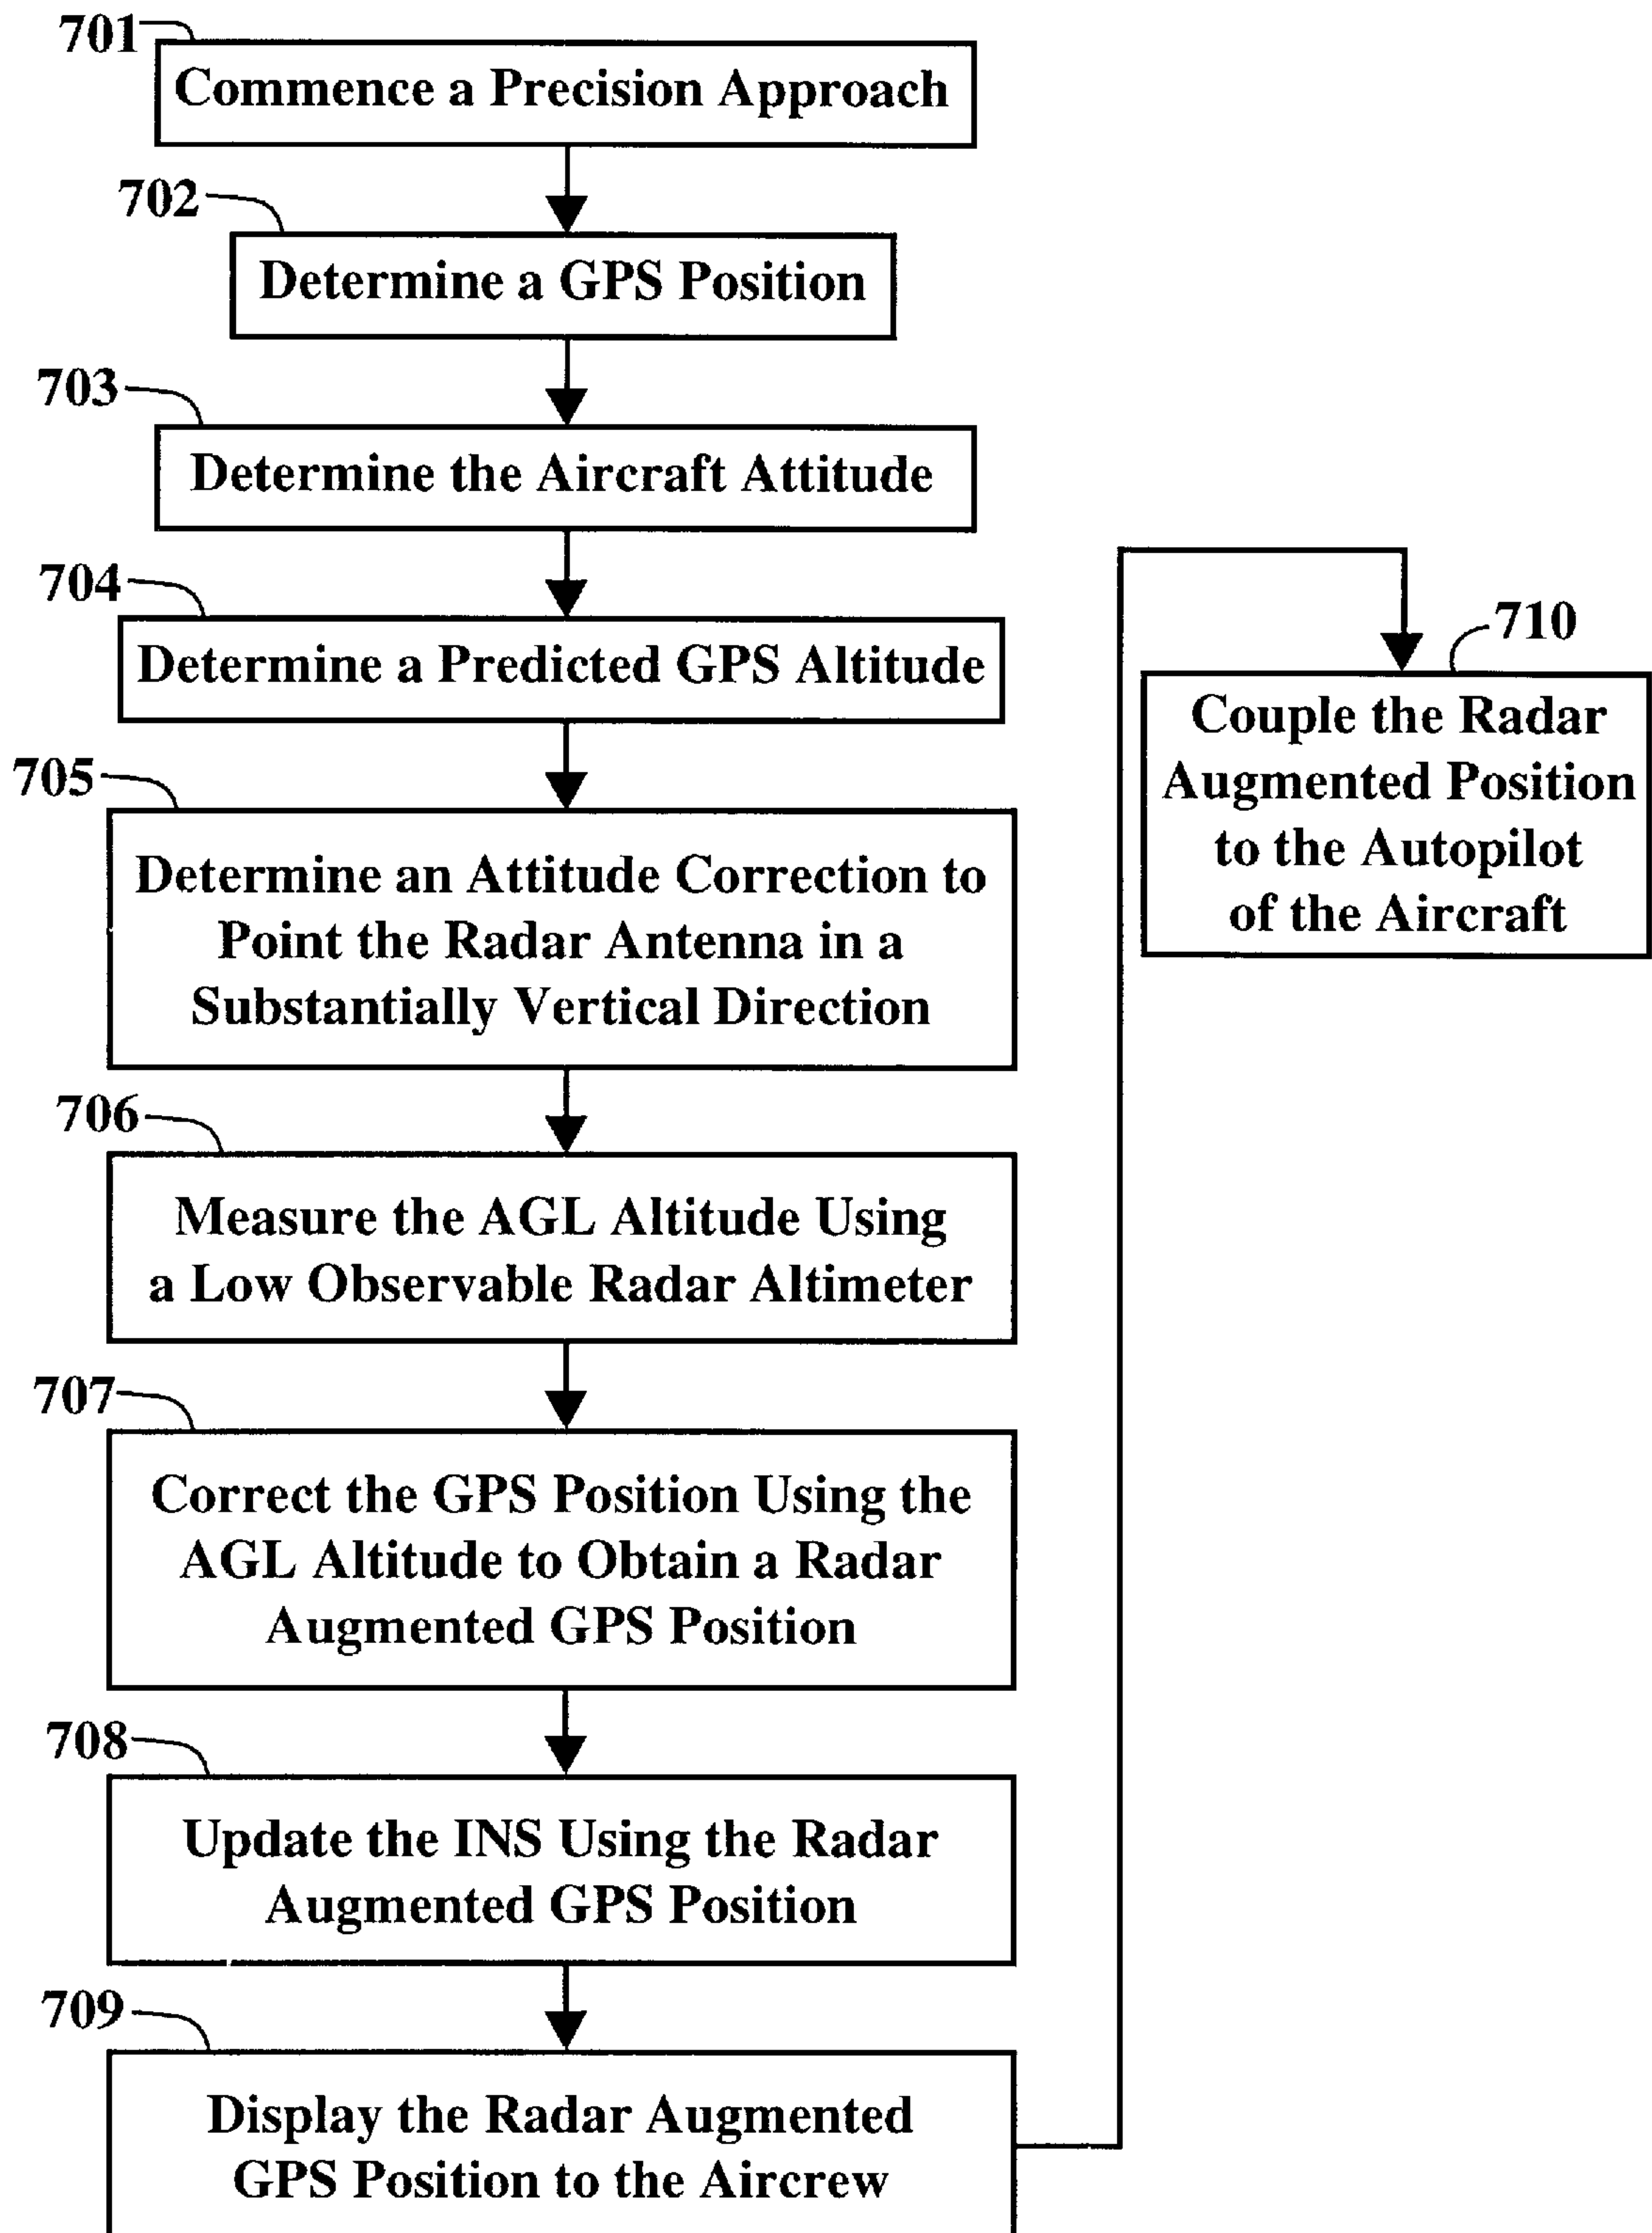 701
Commence a Precision Approach
702
Determine a GPS Position
703
Determine the Aircraft Attitude
704
Determine a Predicted GPS Altitude
705
Determine an Attitude Correction to
Point the Radar Antenna in a
Substantially Vertical Direction
706
Measure the AGL Altitude Using
a Low Observable Radar Altimeter
707
Correct the GPS Position Using the
AGL Altitude to Obtain a Radar
Augmented GPS Position
708
Update the INS Using the Radar
Augmented GPS Position
709
Display the Radar Augmented
GPS Position to the Aircrew
710
Couple the Radar
Augmented Position
to the Autopilot
of the Aircraft